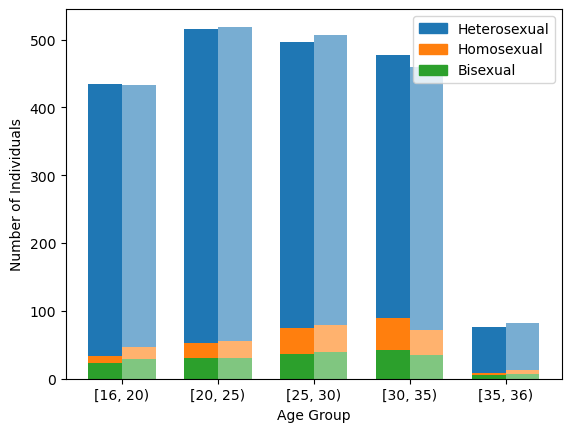 Heterosexual
Homosexual
Bisexual
Number of Individuals
500
400
300
200
100
0
[16, 20)
[20, 25)
[25, 30)
[30, 35)
[35, 36)
Age Group